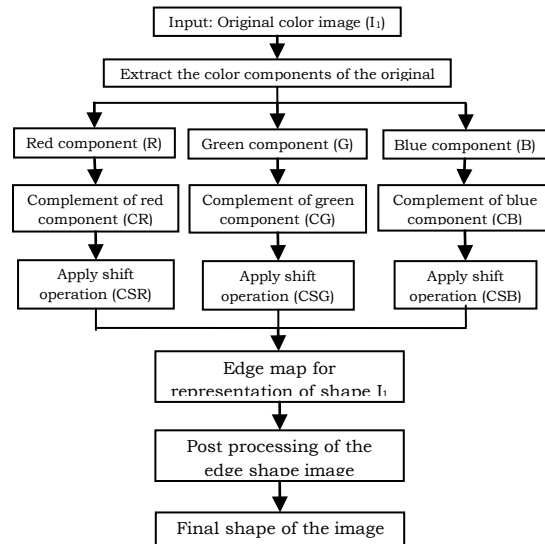 Input: Original color image (I₁)
Extract the color components of the original
Red component (R)
Green component (G)
Blue component (B)
Complement of red
component (CR)
Complement of green
component (CG)
Complement of blue
component (CB)
Apply shift
operation (CSR)
Apply shift
operation (CSG)
Apply shift
operation (CSB)
Edge map for
representation of shape I₁
Post processing of the
edge shape image
Final shape of the image